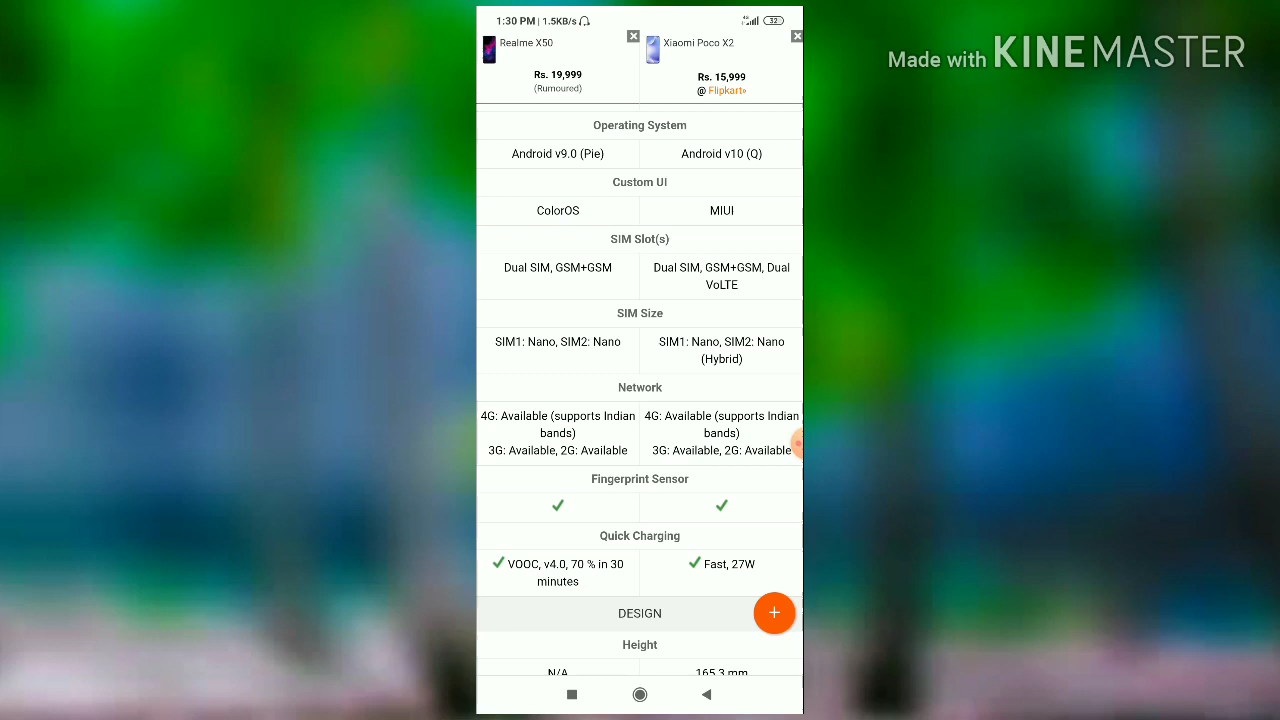 1:30 PM | 1.5KB/s
4G 32
Made with KINEMASTER
Realme X50
Xiaomi Poco X2
Rs. 19,999
(Rumoured)
Rs. 15,999
@ Flipkart»
Operating System
Android v9.0 (Pie)
Android v10 (Q)
Custom UI
ColorOS
MIUI
SIM Slot(s)
Dual SIM, GSM+GSM
Dual SIM, GSM+GSM, Dual
VoLTE
SIM Size
SIM1: Nano, SIM2: Nano
SIM1: Nano, SIM2: Nano
(Hybrid)
Network
4G: Available (supports Indian
bands)
3G: Available, 2G: Available
4G: Available (supports Indian
bands)
3G: Available, 2G: Available
Fingerprint Sensor
Quick Charging
VOOC, v4.0, 70 % in 30
minutes
Fast, 27W
DESIGN
Height
N/A
165.3 mm